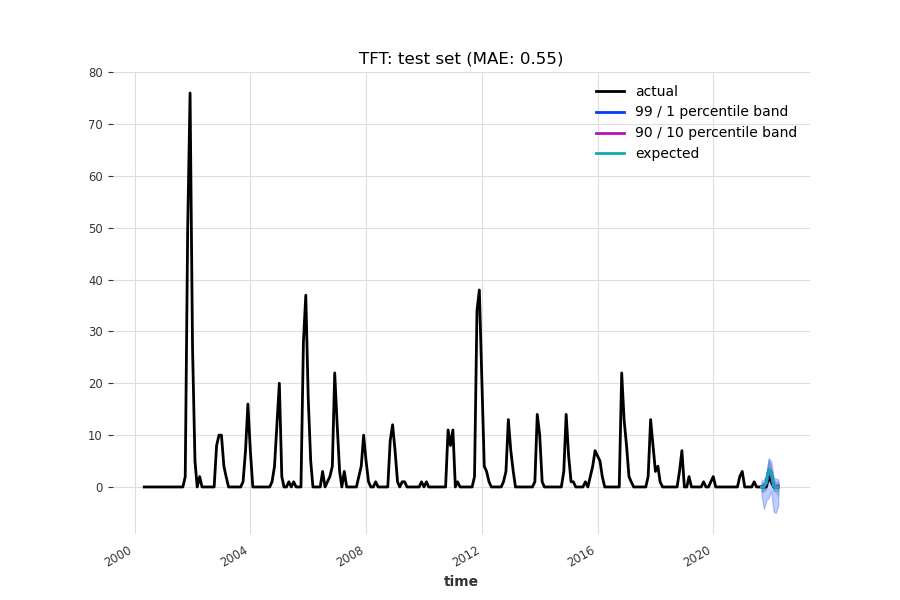 TFT: test set (MAE: 0.55)
actual
99 / 1 percentile band
90 / 10 percentile band
expected
80
70
60
50
40
30
20
10
0
2000
2004
2008
2012
2016
2020
time